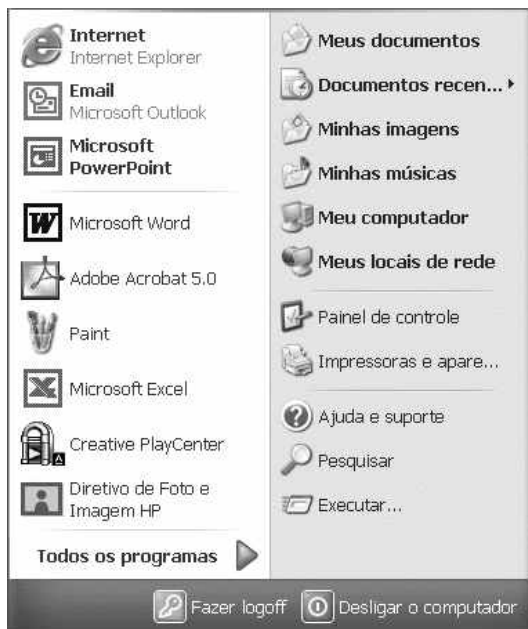 Internet
Internet Explorer
Email
Microsoft Outlook
Microsoft
PowerPoint
Microsoft Word
Adobe Acrobat 5.0
Paint
Microsoft Excel
Creative PlayCenter
Diretivo de Foto e
Imagem HP
Todos os programas
Meus documentos
Documentos recen...
Minhas imagens
Minhas músicas
Meu computador
Meus locais de rede
Painel de controle
Impressoras e apare...
Ajuda e suporte
Pesquisar
Executar...
Fazer logoff
Desligar o computador